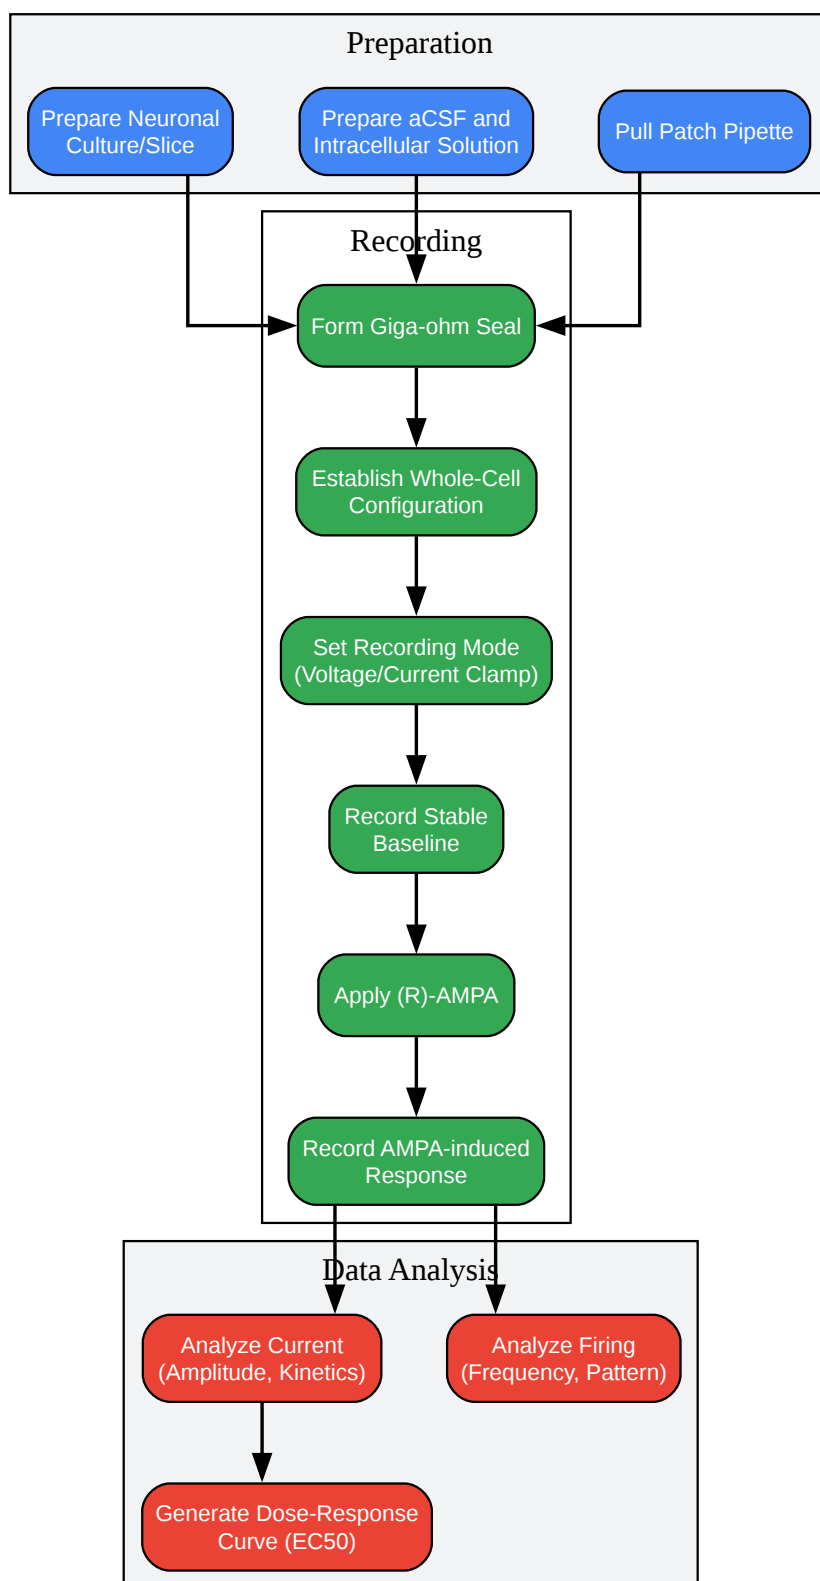 Preparation
Prepare Neuronal
Culture/Slice
Prepare aCSF and
Intracellular Solution
Pull Patch Pipette
Recording
Form Giga-ohm Seal
Establish Whole-Cell
Configuration
Set Recording Mode
(Voltage/Current Clamp)
Record Stable
Baseline
Apply (R)-AMPA
Record AMPA-induced
Response
Data Analysis
Analyze Current
(Amplitude, Kinetics)
Analyze Firing
(Frequency, Pattern)
Generate Dose-Response
Curve (EC50)